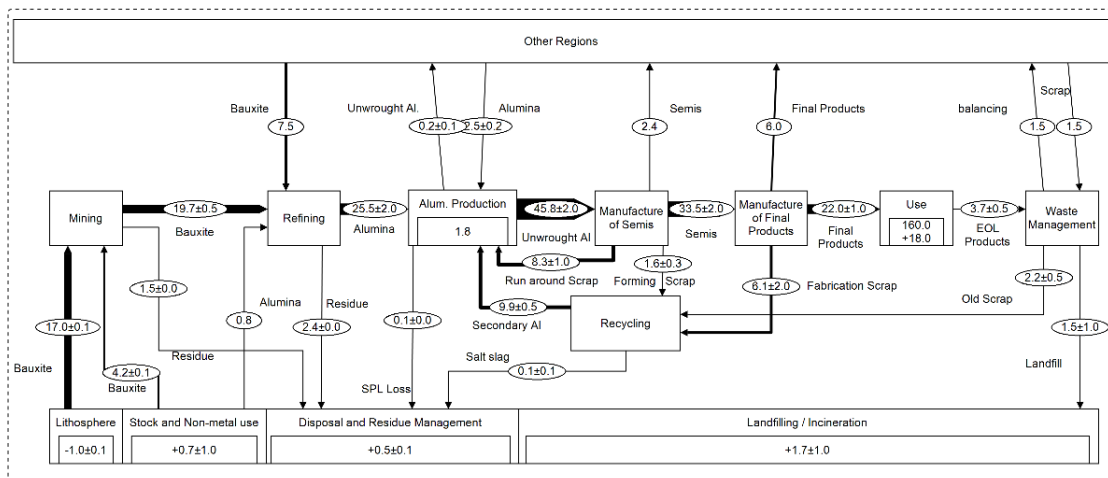 Other Regions
Bauxite
7.5
Unwrought Al.
0.2±0.1
Alumina
2.5±0.2
Semis
2.4
Final Products
6.0
balancing
1.5
Scrap
1.5
Mining
19.7±0.5
Bauxite
Refining
25.5±2.0
Alumina
Alum. Production
1.8
45.8±2.0
Unwrought Al
Manufacture
of Semis
33.5±2.0
Semis
Manufacture
of Final
Products
22.0±1.0
Final
Products
Use
160.0
+18.0
3.7±0.5
EOL
Products
Waste
Management
8.3±1.0
Run around Scrap
1.6±0.3
Forming Scrap
6.1±2.0
Fabrication Scrap
2.2±0.5
Old Scrap
1.5±0.0
Residue
Alumina
0.8
Residue
2.4±0.0
0.1±0.0
SPL Loss
9.9±0.5
Secondary Al
Recycling
1.5±1.0
Landfill
17.0±0.1
Bauxite
4.2±0.1
Bauxite
Salt slag
0.1±0.1
Lithosphere
-1.0±0.1
Stock and Non-metal use
+0.7±1.0
Disposal and Residue Management
+0.5±0.1
Landfilling / Incineration
+1.7±1.0